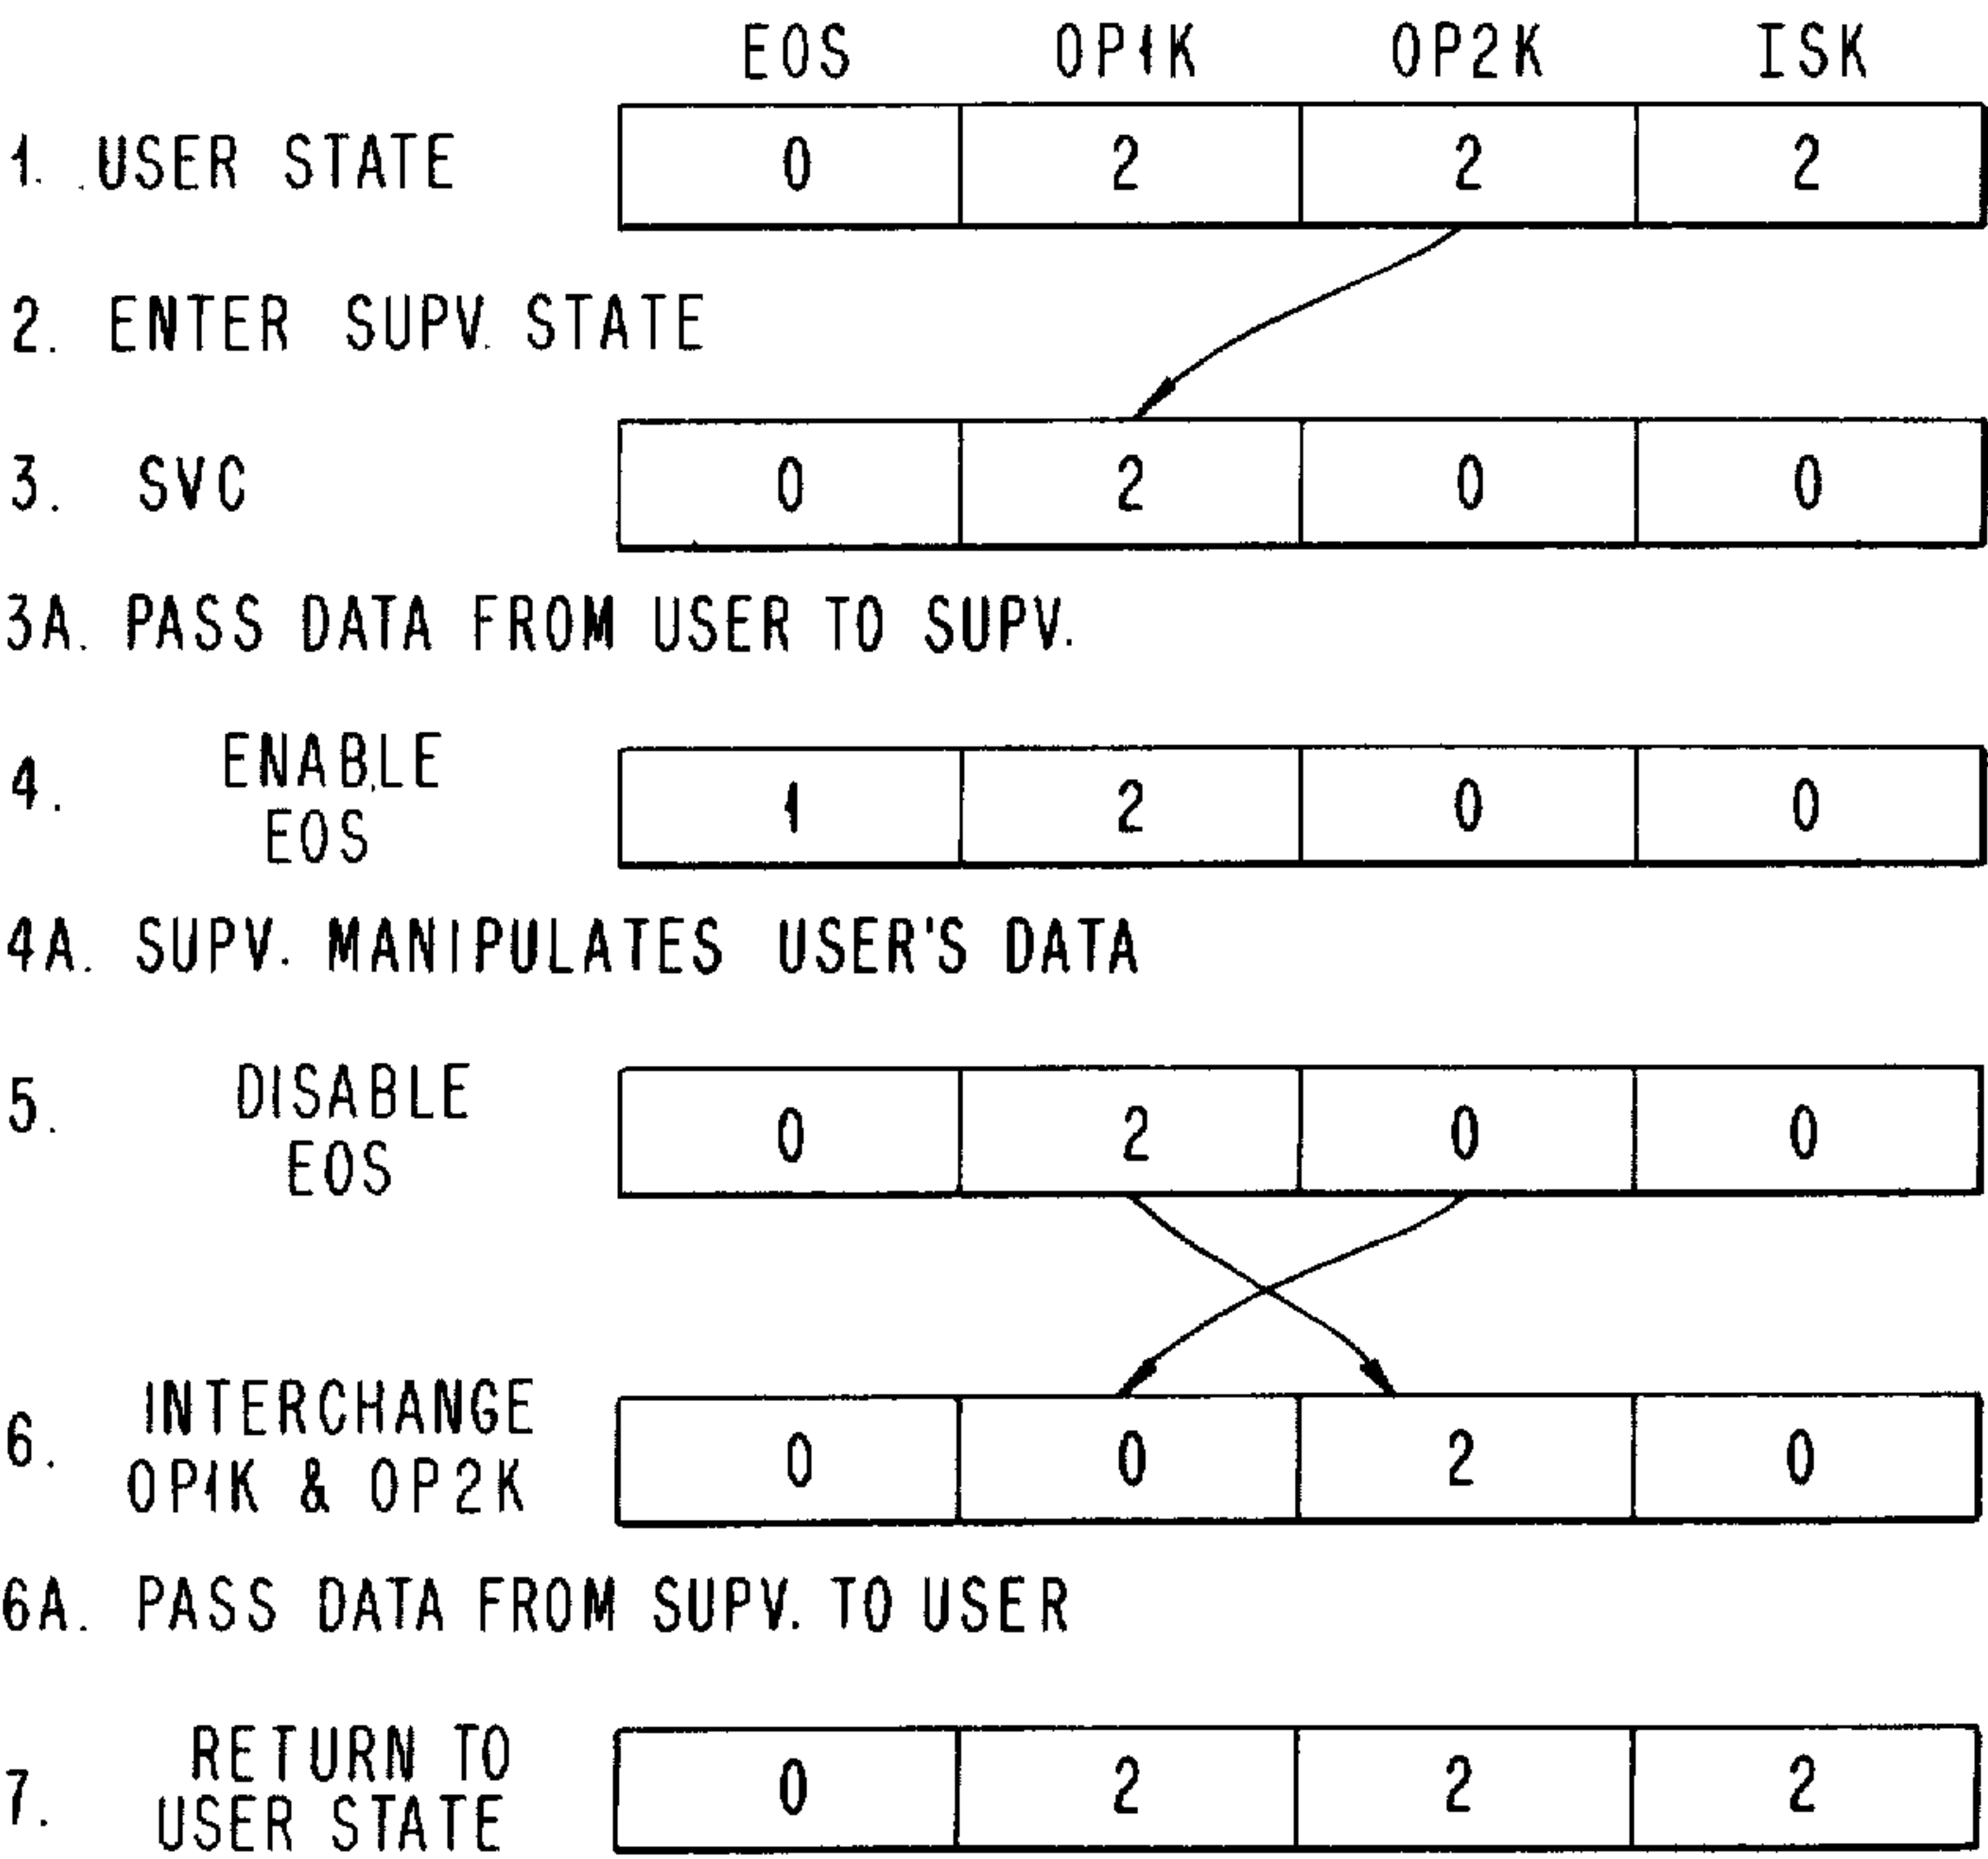 EOS OP1K OP2K ISK
1. USER STATE 0 2 2 2
2. ENTER SUPV. STATE
3. SVC 0 2 0 0
3A. PASS DATA FROM USER TO SUPV.
4. ENABLE EOS 1 2 0 0
4A. SUPV. MANIPULATES USER'S DATA
5. DISABLE EOS 0 2 0 0
6. INTERCHANGE OP1K & OP2K 0 0 2 0
6A. PASS DATA FROM SUPV. TO USER
7. RETURN TO USER STATE 0 2 2 2